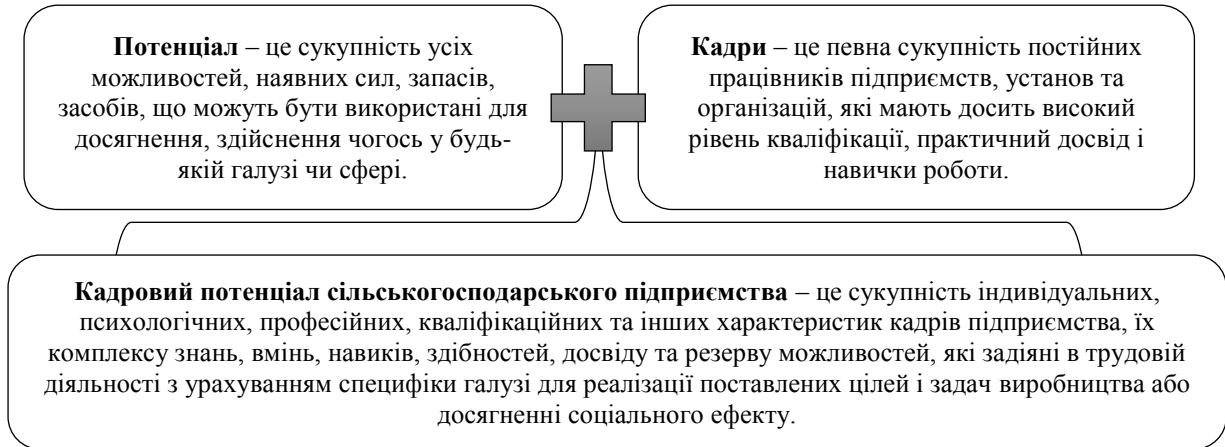 Потенціал – це сукупність усіх
можливостей, наявних сил, запасів,
засобів, що можуть бути використані для
досягнення, здійснення чогось у будь-
якій галузі чи сфері.
Кадри – це певна сукупність постійних
працівників підприємств, установ та
організацій, які мають досить високий
рівень кваліфікації, практичний досвід і
навички роботи.
Кадровий потенціал сільськогосподарського підприємства – це сукупність індивідуальних,
психологічних, професійних, кваліфікаційних та інших характеристик кадрів підприємства, їх
комплексу знань, вмінь, навиків, здібностей, досвіду та резерву можливостей, які задіяні в трудовій
діяльності з урахуванням специфіки галузі для реалізації поставлених цілей і задач виробництва або
досягненні соціального ефекту.